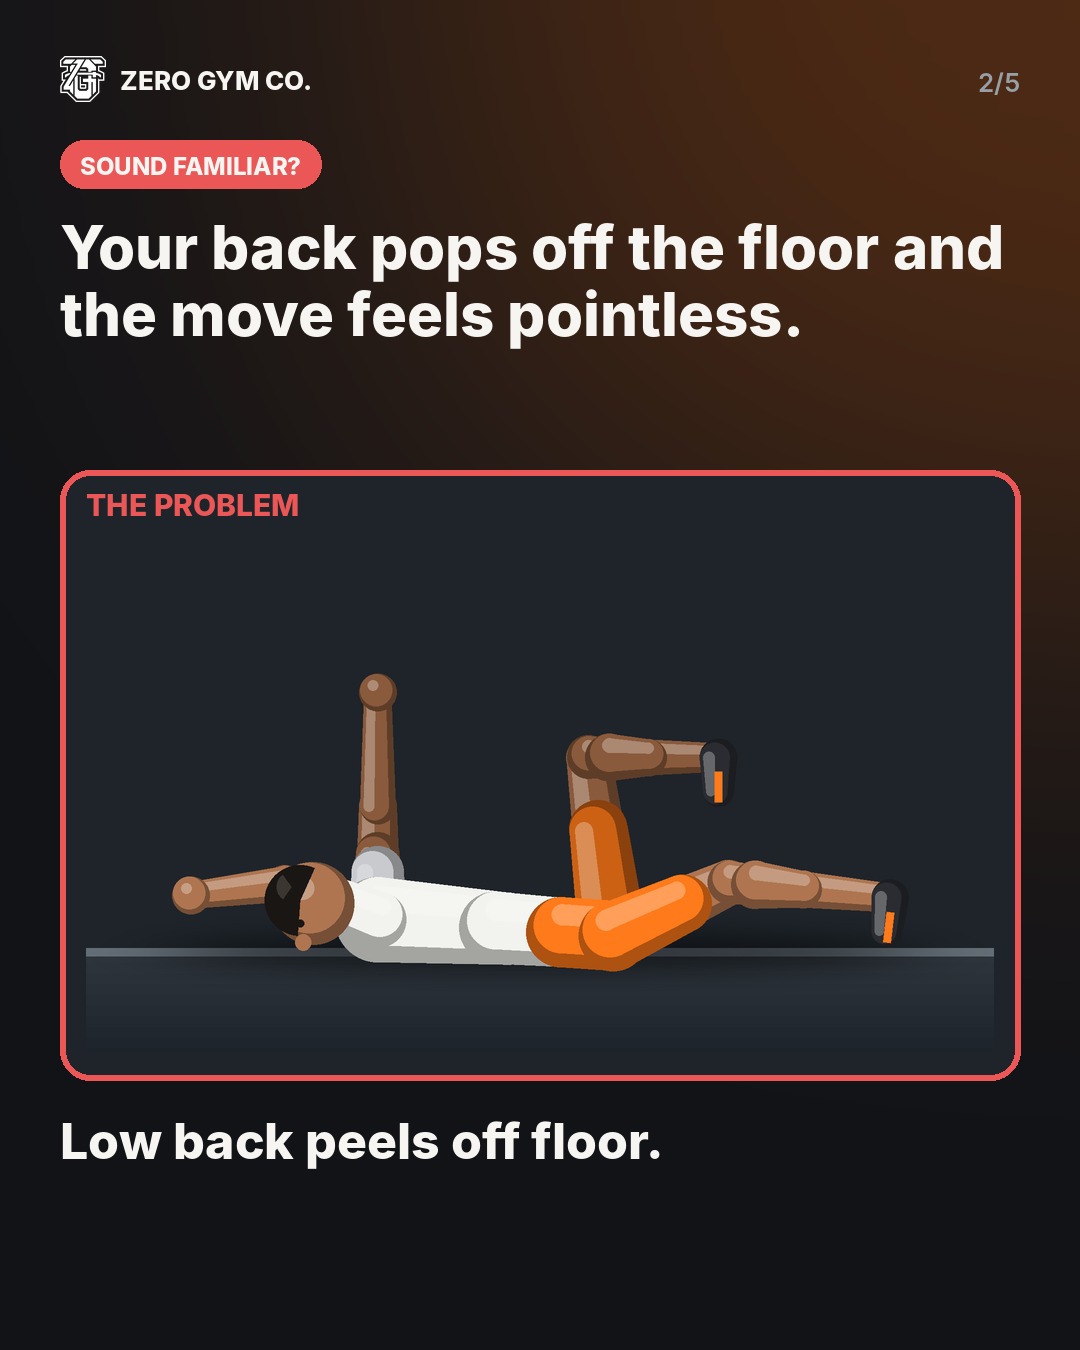 ZERO GYM CO.
2/5
SOUND FAMILIAR?
Your back pops off the floor and
the move feels pointless.
THE PROBLEM
Low back peels off floor.